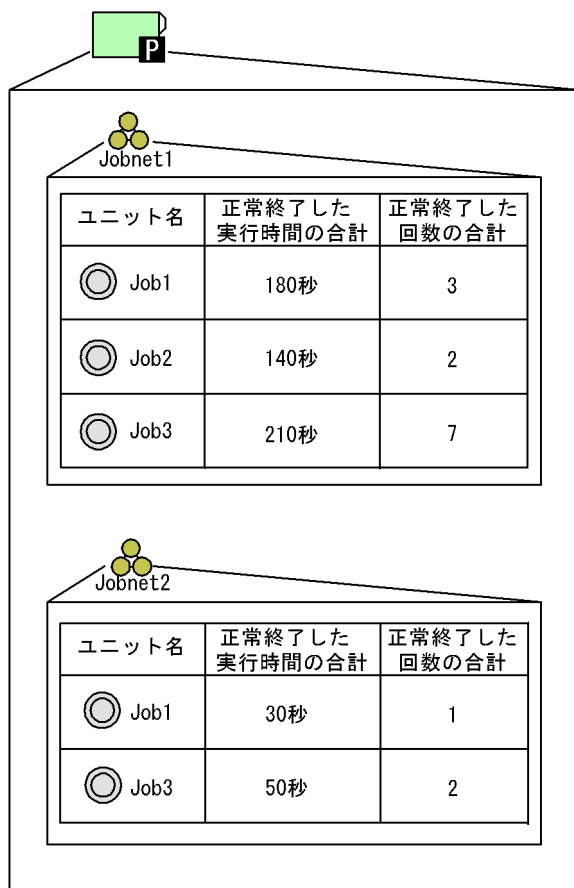 P
Jobnet1
ユニット名 正常終了した 実行時間の合計 正常終了した 回数の合計
Job1 180秒 3
Job2 140秒 2
Job3 210秒 7
Jobnet2
ユニット名 正常終了した 実行時間の合計 正常終了した 回数の合計
Job1 30秒 1
Job3 50秒 2